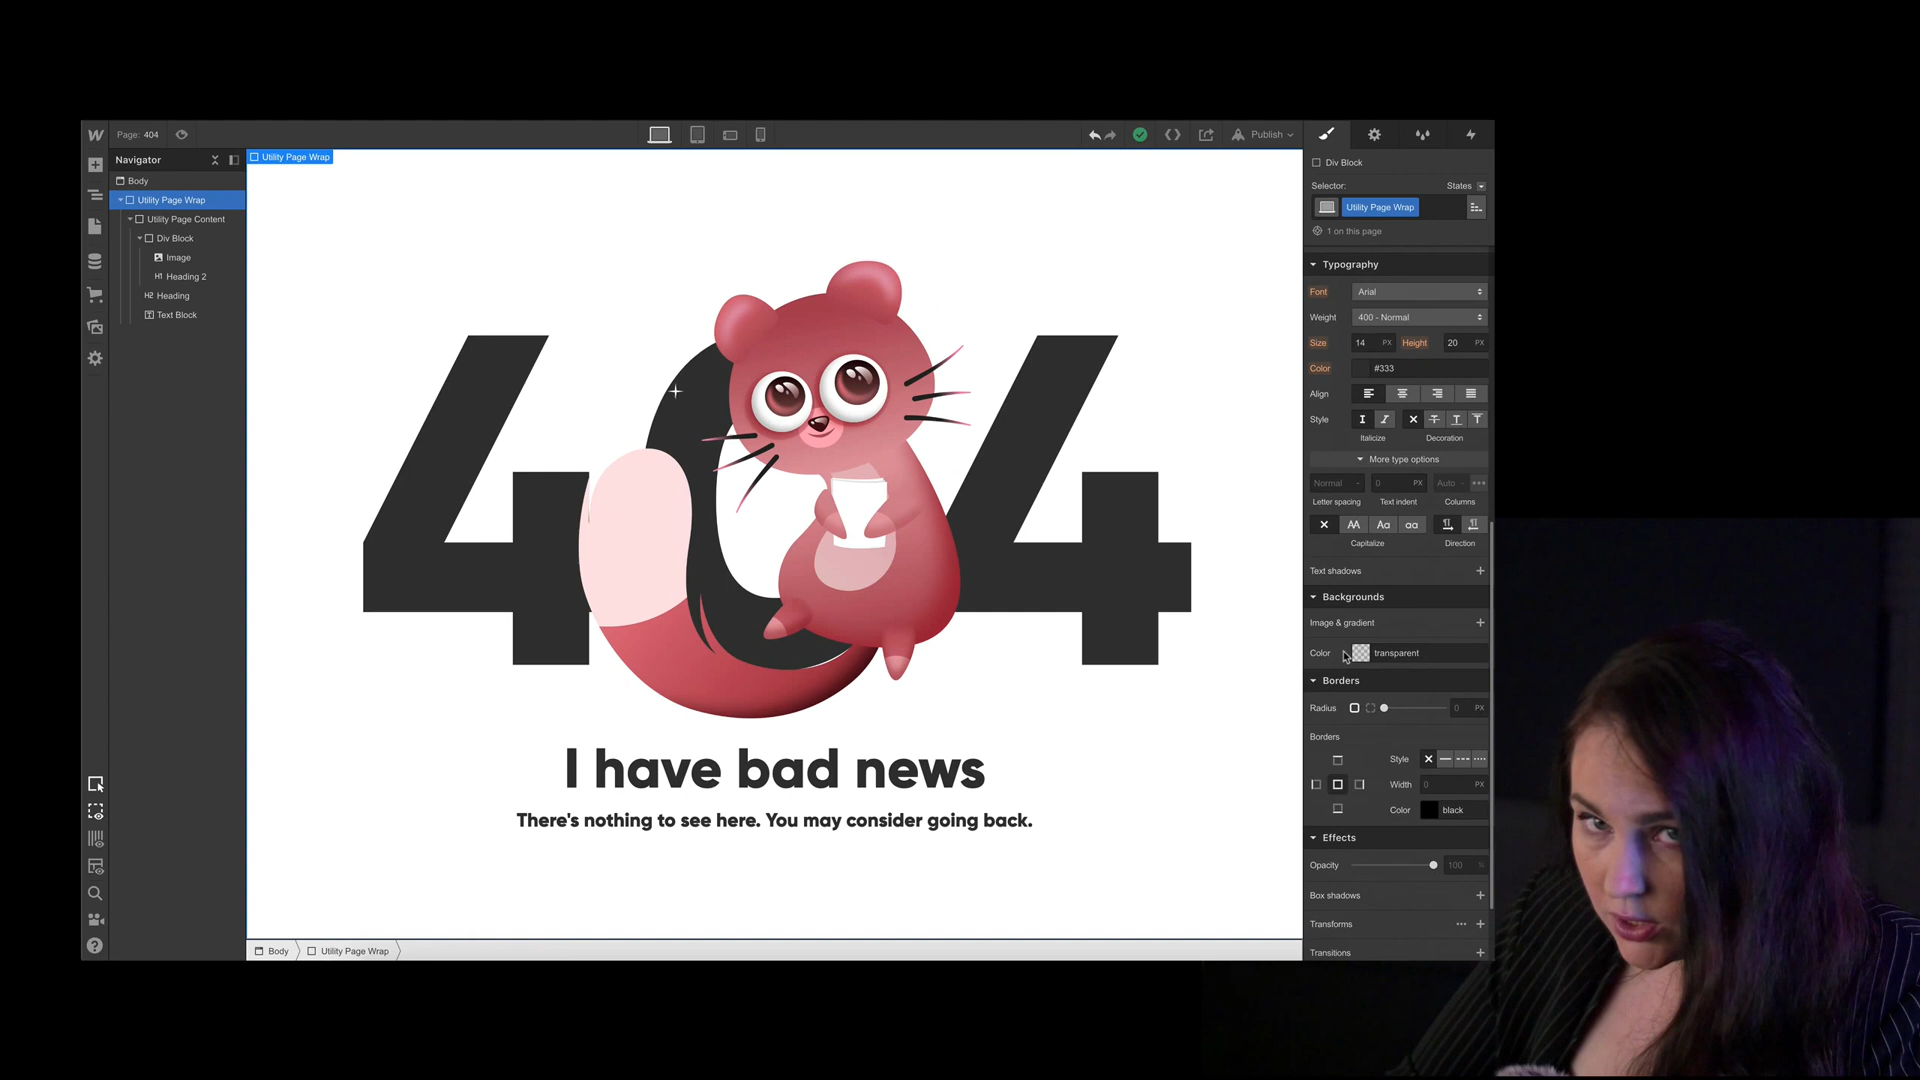 Page: 404
Publish
Navigator
Body
Utility Page Wrap
Utility Page Content
Div Block
Image
H1 Heading 2
H2 Heading
Text Block
Utility Page Wrap
404
I have bad news
There's nothing to see here. You may consider going back.
Body
Utility Page Wrap
Div Block
Selector:
States
Utility Page Wrap
1 on this page
Typography
Font
Arial
Weight
400 - Normal
Size
14 PX
Height
20 PX
Color
#333
Align
Style
Italicize
Decoration
More type options
Normal
0 PX
Auto
Letter spacing
Text indent
Columns
AA Aa aa
Capitalize
Direction
Text shadows
Backgrounds
Image & gradient
Color
transparent
Borders
Radius
0 PX
Borders
Style
Width
0 PX
Color
black
Effects
Opacity
100 %
Box shadows
Transforms
Transitions